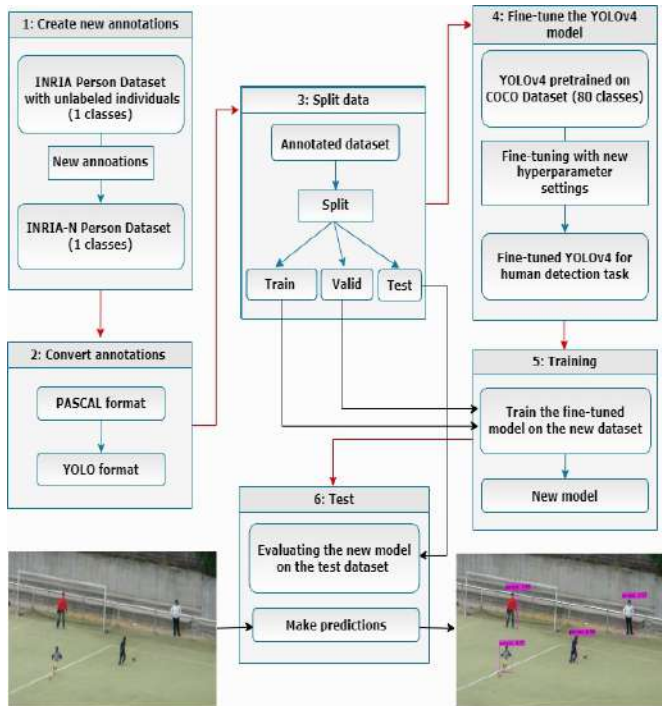 1: Create new annotations
INRIA Person Dataset
with unlabeled individuals
(1 classes)
New annoations
INRIA-N Person Dataset
(1 classes)
2: Convert annotations
PASCAL format
YOLO format
3: Split data
Annotated dataset
Split
Train
Valid
Test
4: Fine-tune the YOLOv4
model
YOLOv4 pretrained on
COCO Dataset (80 classes)
Fine-tuning with new
hyperparameter
settings
Fine-tuned YOLOv4 for
human detection task
5: Training
Train the fine-tuned
model on the new dataset
New model
6: Test
Evaluating the new model
on the test dataset
Make predictions